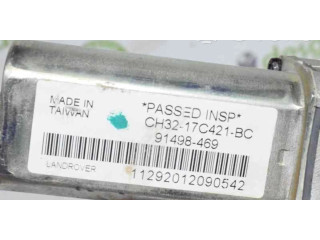 MADE IN
TAIWAN
*PASSED INSP*
CH32-17C421-BC
91498-469
LANDROVER
11292012090542